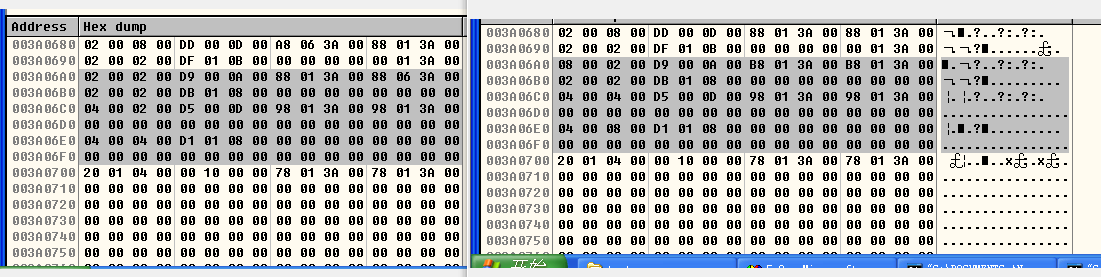 Address Hex dump
003A0680 02 00 08 00 DD 00 0D 00 A8 06 3A 00 88 01 3A 00
003A0690 02 00 02 00 DF 01 0B 00 00 00 00 00 00 01 3A 00
003A06A0 02 00 02 00 D9 00 0A 00 88 01 3A 00 88 06 3A 00
003A06B0 02 00 02 00 DB 01 08 00 00 00 00 00 00 00 00 00
003A06C0 04 00 02 00 D5 00 0D 00 98 01 3A 00 98 01 3A 00
003A06D0 00 00 00 00 00 00 00 00 00 00 00 00 00 00 00 00
003A06E0 04 00 04 00 D1 01 08 00 00 00 00 00 00 00 00 00
003A06F0 00 00 00 00 00 00 00 00 00 00 00 00 00 00 00 00
003A0700 20 01 04 00 00 10 00 00 78 01 3A 00 78 01 3A 00
003A0710 00 00 00 00 00 00 00 00 00 00 00 00 00 00 00 00
003A0720 00 00 00 00 00 00 00 00 00 00 00 00 00 00 00 00
003A0730 00 00 00 00 00 00 00 00 00 00 00 00 00 00 00 00
003A0740 00 00 00 00 00 00 00 00 00 00 00 00 00 00 00 00
003A0750 00 00 00 00 00 00 00 00 00 00 00 00 00 00 00 00
003A0680 02 00 08 00 DD 00 0D 00 88 01 3A 00 88 01 3A 00
003A0690 02 00 02 00 DF 01 0B 00 00 00 00 00 00 01 3A 00
003A06A0 08 00 02 00 D9 00 0A 00 B8 01 3A 00 B8 01 3A 00
003A06B0 02 00 02 00 DB 01 08 00 00 00 00 00 00 00 00 00
003A06C0 04 00 04 00 D5 00 0D 00 98 01 3A 00 98 01 3A 00
003A06D0 00 00 00 00 00 00 00 00 00 00 00 00 00 00 00 00
003A06E0 04 00 08 00 D1 01 08 00 00 00 00 00 00 00 00 00
003A06F0 00 00 00 00 00 00 00 00 00 00 00 00 00 00 00 00
003A0700 20 01 04 00 00 10 00 00 78 01 3A 00 78 01 3A 00
003A0710 00 00 00 00 00 00 00 00 00 00 00 00 00 00 00 00
003A0720 00 00 00 00 00 00 00 00 00 00 00 00 00 00 00 00
003A0730 00 00 00 00 00 00 00 00 00 00 00 00 00 00 00 00
003A0740 00 00 00 00 00 00 00 00 00 00 00 00 00 00 00 00
003A0750 00 00 00 00 00 00 00 00 00 00 00 00 00 00 00 00
开始